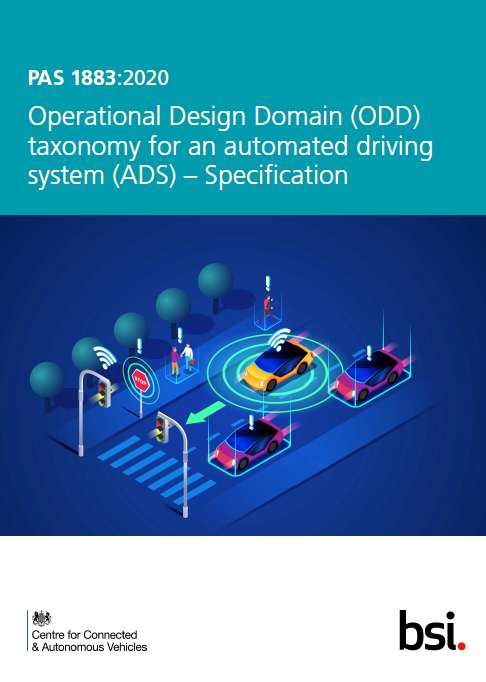 PAS 1883:2020
Operational Design Domain (ODD)
taxonomy for an automated driving
system (ADS) – Specification
STOP
Centre for Connected
& Autonomous Vehicles
bsi.